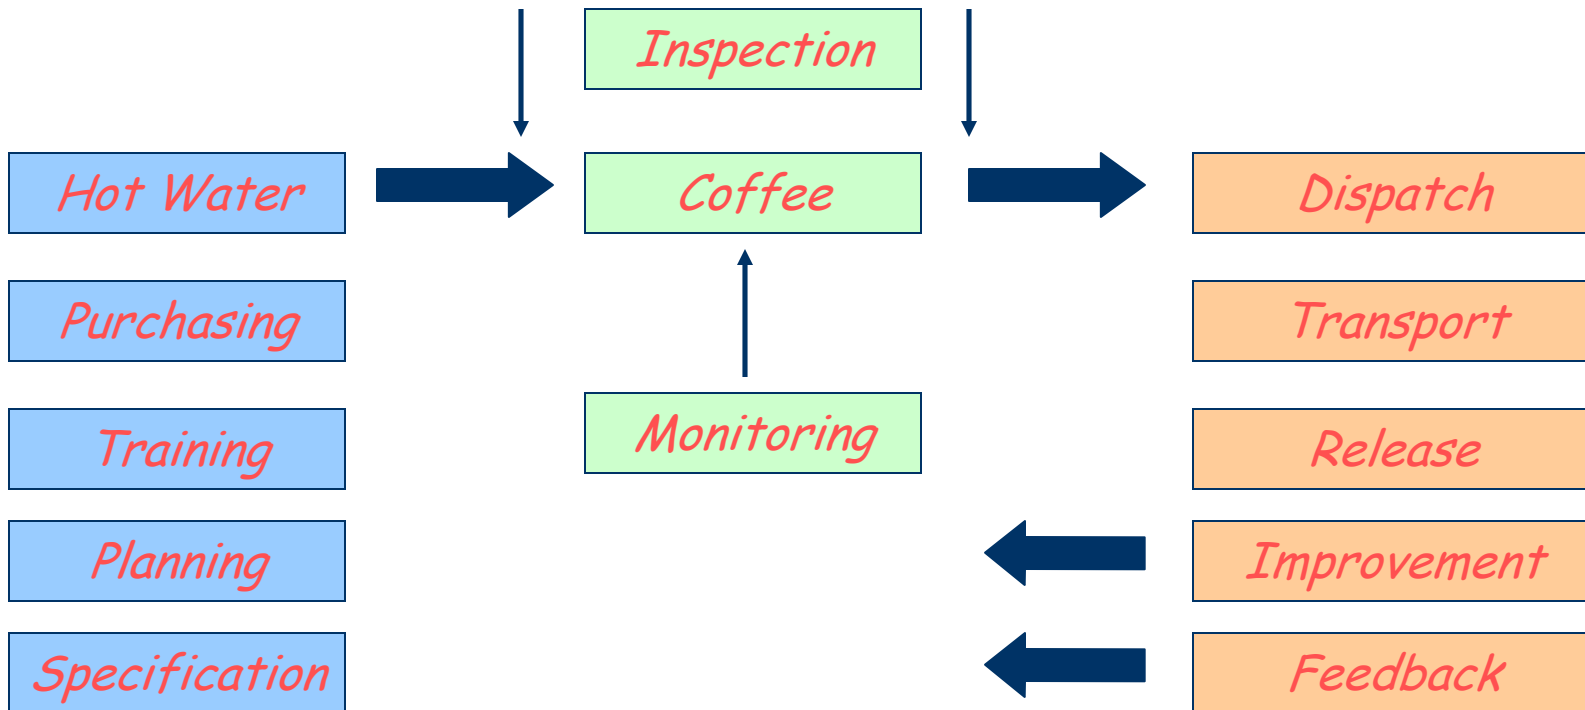 Inspection
Hot Water
Coffee
Dispatch
Purchasing
Transport
Training
Monitoring
Release
Planning
Improvement
Specification
Feedback